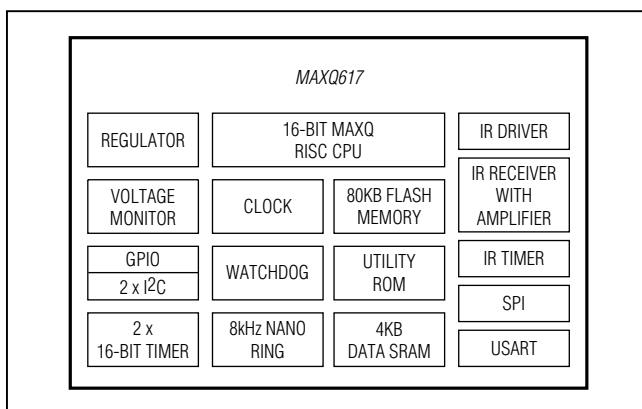 MAXQ617
REGULATOR
16-BIT MAXQ
RISC CPU
IR DRIVER
VOLTAGE
MONITOR
CLOCK
80KB FLASH
MEMORY
IR RECEIVER
WITH
AMPLIFIER
GPIO
2 x I2C
WATCHDOG
UTILITY
ROM
IR TIMER
SPI
2 x
16-BIT TIMER
8kHz NANO
RING
4KB
DATA SRAM
USART